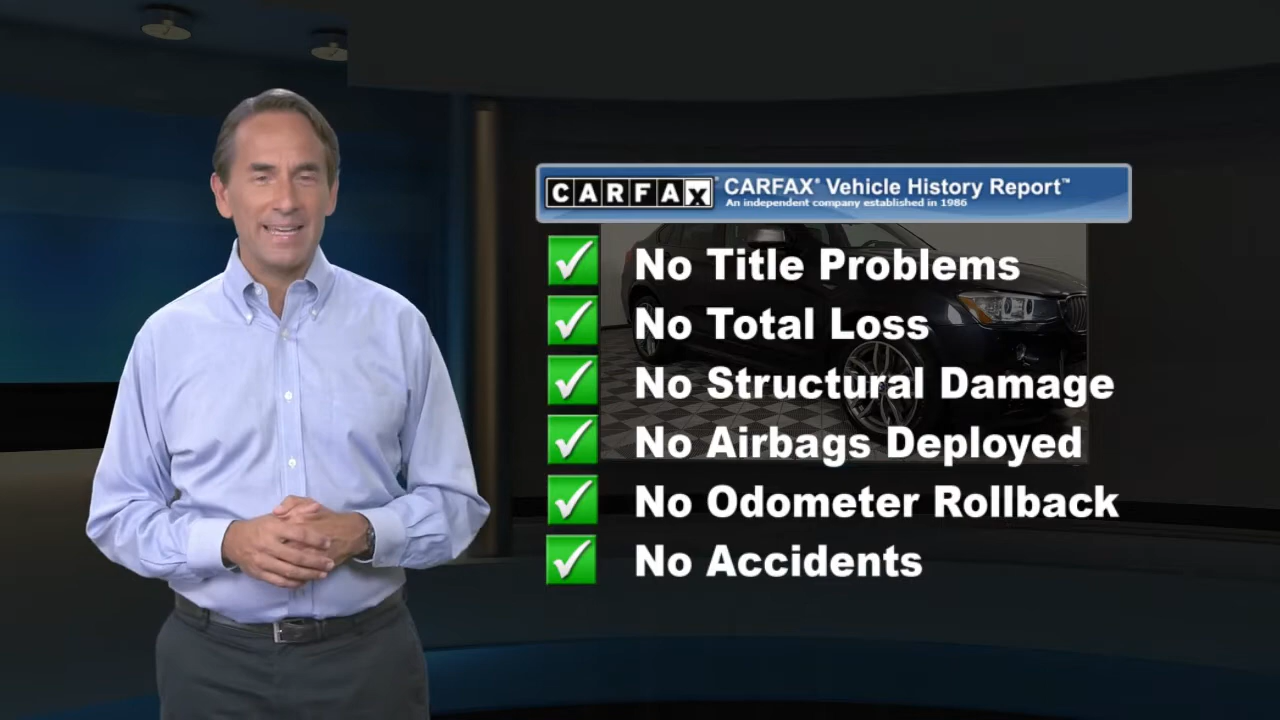 CARFAX® CARFAX® Vehicle History Report™
An independent company established in 1986
No Title Problems
No Total Loss
No Structural Damage
No Airbags Deployed
No Odometer Rollback
No Accidents